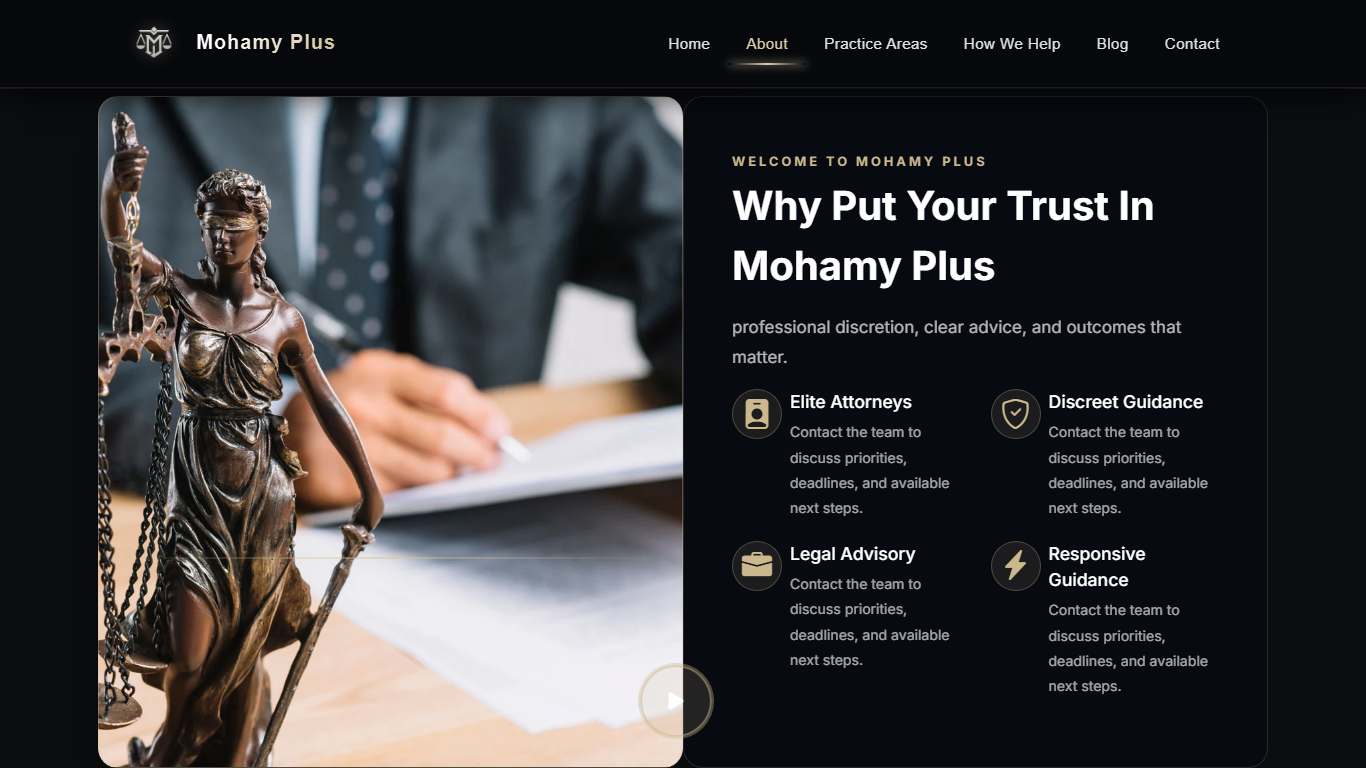 Mohamy Plus
Home
About
Practice Areas
How We Help
Blog
Contact
WELCOME TO MOHAMY PLUS
Why Put Your Trust In
Mohamy Plus
professional discretion, clear advice, and outcomes that
matter.
Elite Attorneys
Contact the team to
discuss priorities,
deadlines, and available
next steps.
Discreet Guidance
Contact the team to
discuss priorities,
deadlines, and available
next steps.
Legal Advisory
Contact the team to
discuss priorities,
deadlines, and available
next steps.
Responsive
Guidance
Contact the team to
discuss priorities,
deadlines, and available
next steps.